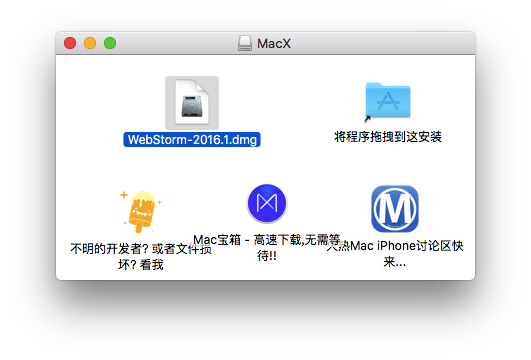 MacX
WebStorm-2016.1.dmg
将程序拖拽到这安装
不明的开发者? 或者文件损
坏? 看我
Mac宝箱 - 高速下载,无需等
待!!
火热Mac iPhone讨论区快
来...